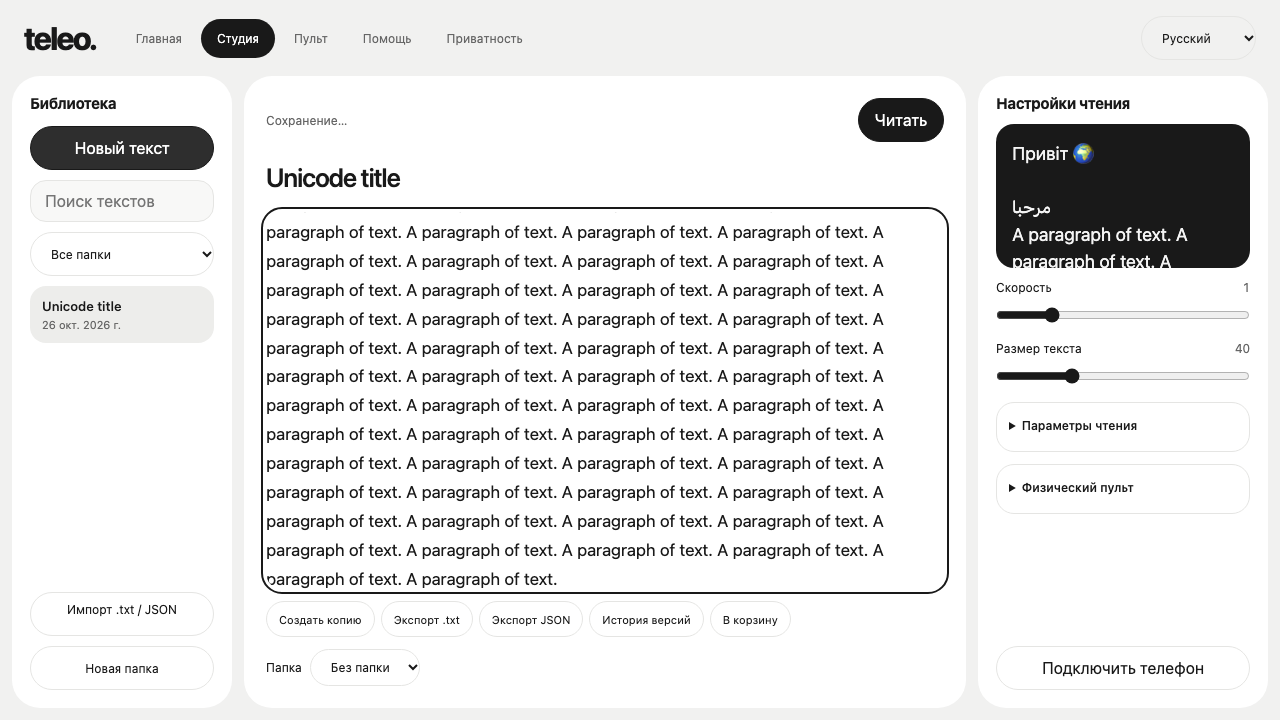 teleo.
Главная
Студия
Пульт
Помощь
Приватность
Русский
Библиотека
Новый текст
Поиск текстов
Все папки
Unicode title
26 окт. 2026 г.
Импорт .txt / JSON
Новая папка
Сохранение...
Читать
Unicode title
paragraph of text. A paragraph of text. A paragraph of text. A paragraph of text. A
paragraph of text. A paragraph of text. A paragraph of text. A paragraph of text. A
paragraph of text. A paragraph of text. A paragraph of text. A paragraph of text. A
paragraph of text. A paragraph of text. A paragraph of text. A paragraph of text. A
paragraph of text. A paragraph of text. A paragraph of text. A paragraph of text. A
paragraph of text. A paragraph of text. A paragraph of text. A paragraph of text. A
paragraph of text. A paragraph of text. A paragraph of text. A paragraph of text. A
paragraph of text. A paragraph of text. A paragraph of text. A paragraph of text. A
paragraph of text. A paragraph of text. A paragraph of text. A paragraph of text. A
paragraph of text. A paragraph of text. A paragraph of text. A paragraph of text. A
paragraph of text. A paragraph of text. A paragraph of text. A paragraph of text. A
paragraph of text. A paragraph of text. A paragraph of text. A paragraph of text. A
paragraph of text. A paragraph of text.
Создать копию
Экспорт .txt
Экспорт JSON
История версий
В корзину
Папка
Без папки
Настройки чтения
Привіт 🌍
مرحبا
A paragraph of text. A
paragraph of text. A
Скорость 1
Размер текста 40
Параметры чтения
Физический пульт
Подключить телефон